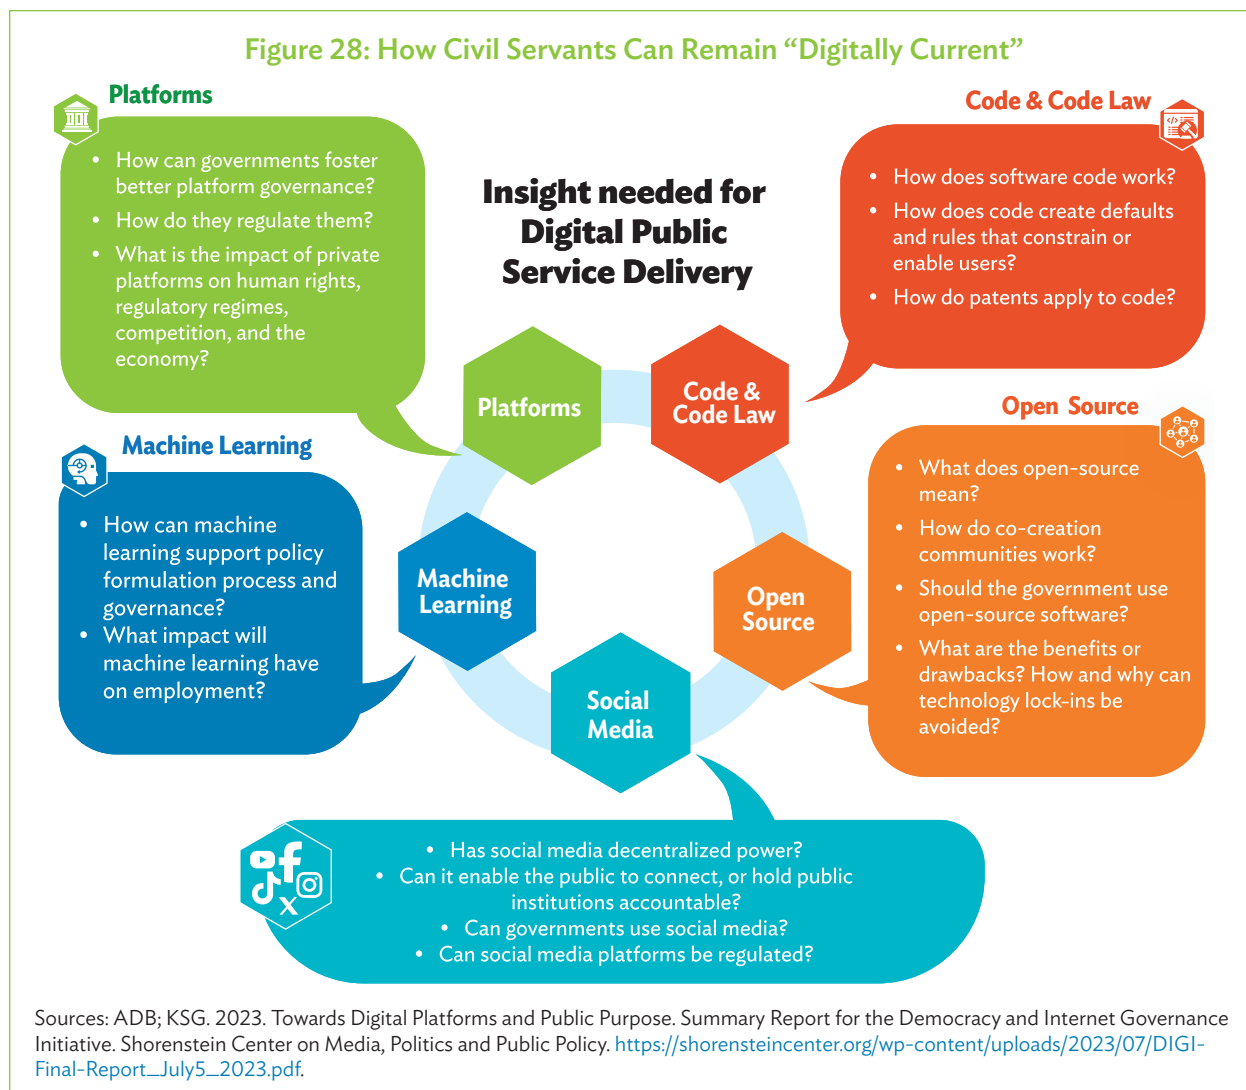 Figure 28: How Civil Servants Can Remain “Digitally Current”
Platforms
• How can governments foster
better platform governance?
• How do they regulate them?
• What is the impact of private
platforms on human rights,
regulatory regimes,
competition, and the
economy?
Insight needed for
Digital Public
Service Delivery
Code & Code Law
• How does software code work?
• How does code create defaults
and rules that constrain or
enable users?
• How do patents apply to code?
Platforms
Code &
Code Law
Machine Learning
• How can machine
learning support policy
formulation process and
governance?
• What impact will
machine learning have
on employment?
Machine
Learning
Open
Source
Social
Media
Open Source
• What does open-source
mean?
• How do co-creation
communities work?
• Should the government use
open-source software?
• What are the benefits or
drawbacks? How and why can
technology lock-ins be
avoided?
• Has social media decentralized power?
• Can it enable the public to connect, or hold public
institutions accountable?
• Can governments use social media?
• Can social media platforms be regulated?
Sources: ADB; KSG. 2023. Towards Digital Platforms and Public Purpose. Summary Report for the Democracy and Internet Governance
Initiative. Shorenstein Center on Media, Politics and Public Policy. https://shorensteincenter.org/wp-content/uploads/2023/07/DIGI-
Final-Report_July5_2023.pdf.